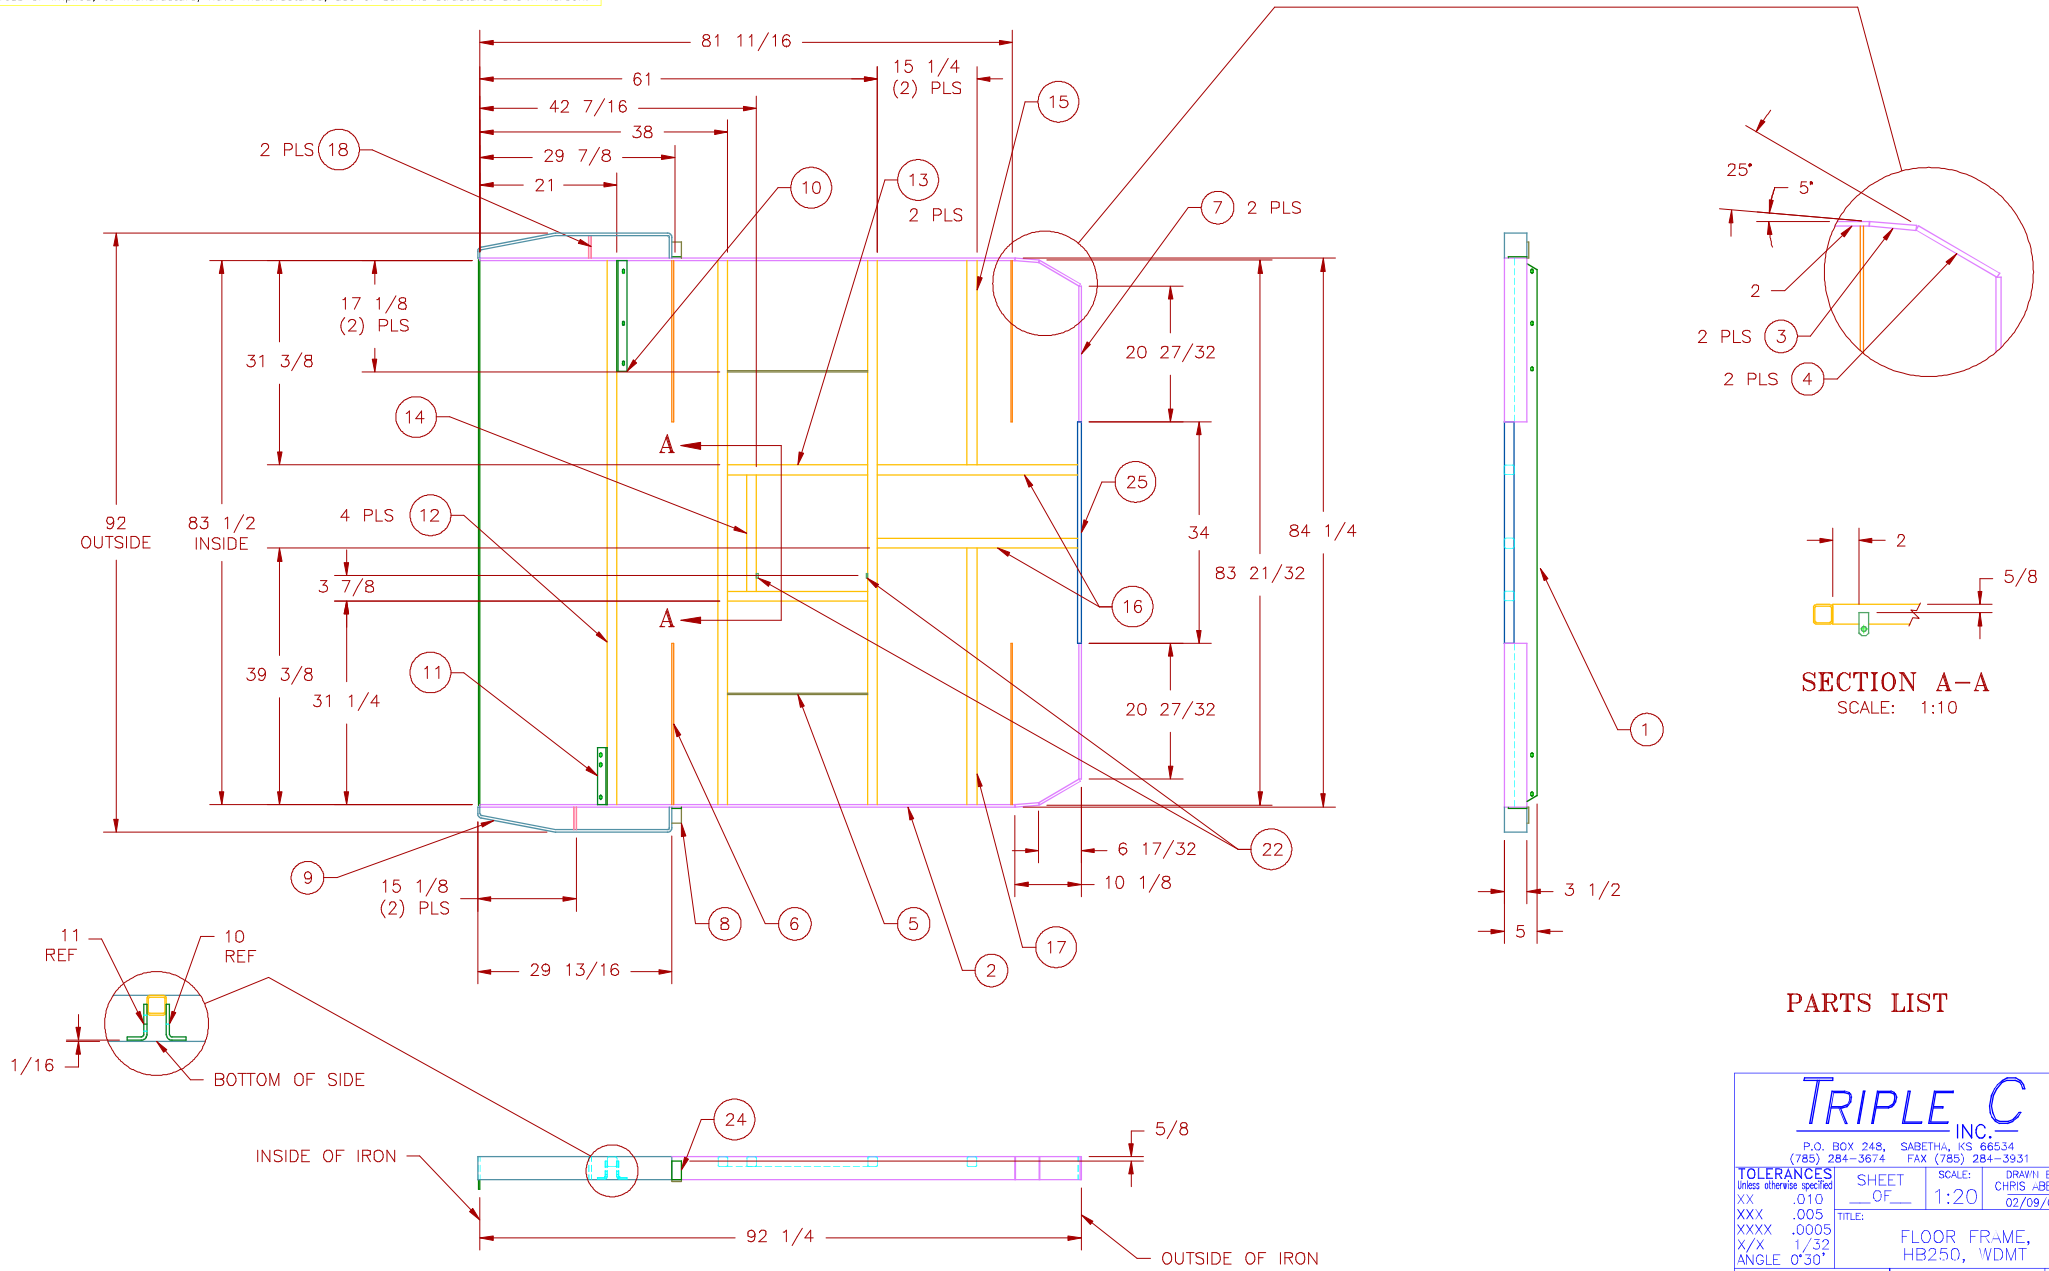 81 11/16
61
15 1/4
(2) PLS
42 7/16
38
29 7/8
21
2 PLS 18
10
13
2 PLS
15
7 2 PLS
25°
5°
2
2 PLS 3
2 PLS 4
17 1/8
(2) PLS
31 3/8
20 27/32
14
A
25
4 PLS 12
92
OUTSIDE
83 1/2
INSIDE
34
84 1/4
83 21/32
3 7/8
16
A
2
5/8
SECTION A-A
SCALE: 1:10
11
39 3/8
31 1/4
20 27/32
1
9
22
6 17/32
10 1/8
15 1/8
(2) PLS
8
6
5
17
2
3 1/2
5
29 13/16
11
REF
10
REF
1/16
BOTTOM OF SIDE
PARTS LIST
24
5/8
INSIDE OF IRON
92 1/4
OUTSIDE OF IRON
TRIPLE C
INC.
P.O. BOX 248, SABETHA, KS 66534
(785) 284-3674 FAX (785) 284-3931
TOLERANCES
Unless otherwise specified
XX .010
XXX .005
XXXX .0005
X/X 1/32
ANGLE 0°30'
SHEET
__OF__
SCALE:
1:20
DRAWN
CHRIS
02/09/
TITLE:
FLOOR FRAME,
HB250, WDMT